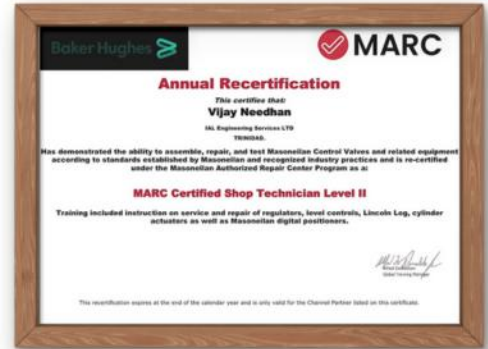 Baker Hughes
MARC
Annual Recertification
This certifies that:
Vijay Needhan
IAL Engineering Services LTD
TRINIDAD.
Has demonstrated the ability to assemble, repair, and test Masoneilan Control Valves and related equipment
according to standards established by Masoneilan and recognized industry practices and is re-certified
under the Masoneilan Authorized Repair Center Program as a:
MARC Certified Shop Technician Level II
Training included instruction on service and repair of regulators, level controls, Lincoln Log, cylinder
actuators as well as Masoneilan digital positioners.
Global Training Manager
This recertification expires at the end of the calendar year and is only valid for the Channel Partner listed on this certificate.